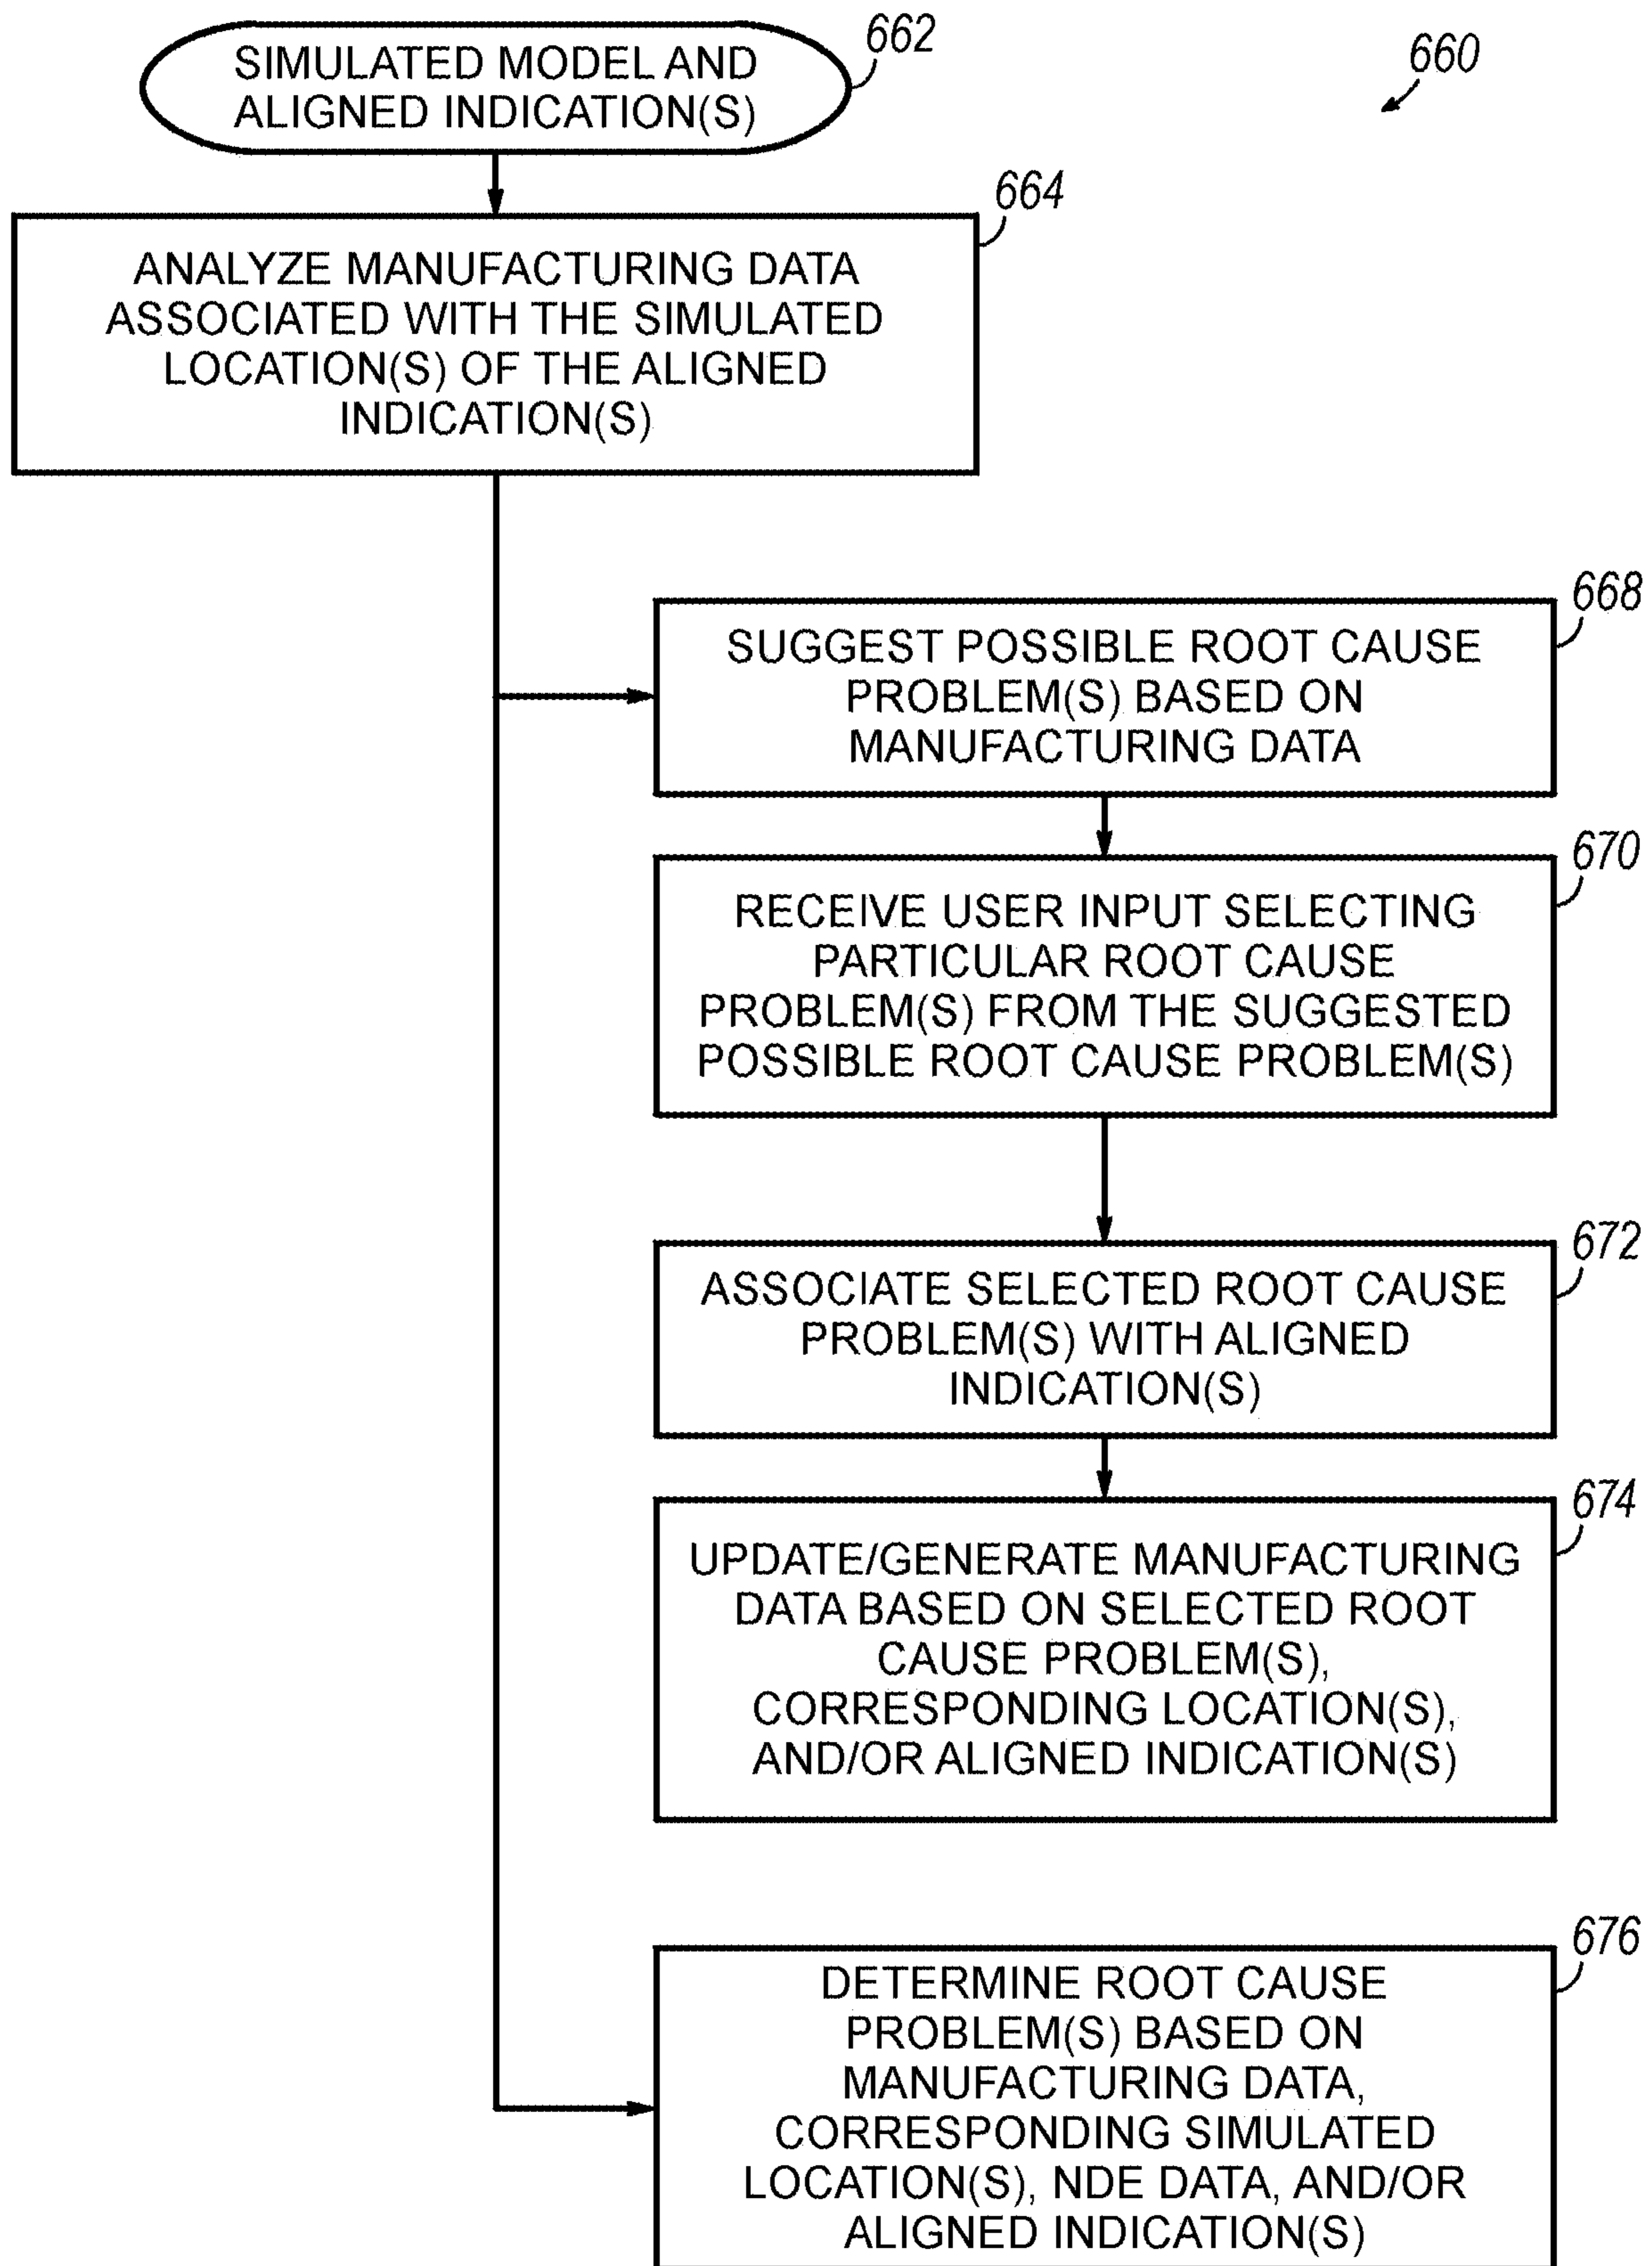 662
SIMULATED MODEL AND
ALIGNED INDICATION(S)
660
664
ANALYZE MANUFACTURING DATA
ASSOCIATED WITH THE SIMULATED
LOCATION(S) OF THE ALIGNED
INDICATION(S)
668
SUGGEST POSSIBLE ROOT CAUSE
PROBLEM(S) BASED ON
MANUFACTURING DATA
670
RECEIVE USER INPUT SELECTING
PARTICULAR ROOT CAUSE
PROBLEM(S) FROM THE SUGGESTED
POSSIBLE ROOT CAUSE PROBLEM(S)
672
ASSOCIATE SELECTED ROOT CAUSE
PROBLEM(S) WITH ALIGNED
INDICATION(S)
674
UPDATE/GENERATE MANUFACTURING
DATA BASED ON SELECTED ROOT
CAUSE PROBLEM(S),
CORRESPONDING LOCATION(S),
AND/OR ALIGNED INDICATION(S)
676
DETERMINE ROOT CAUSE
PROBLEM(S) BASED ON
MANUFACTURING DATA,
CORRESPONDING SIMULATED
LOCATION(S), NDE DATA, AND/OR
ALIGNED INDICATION(S)